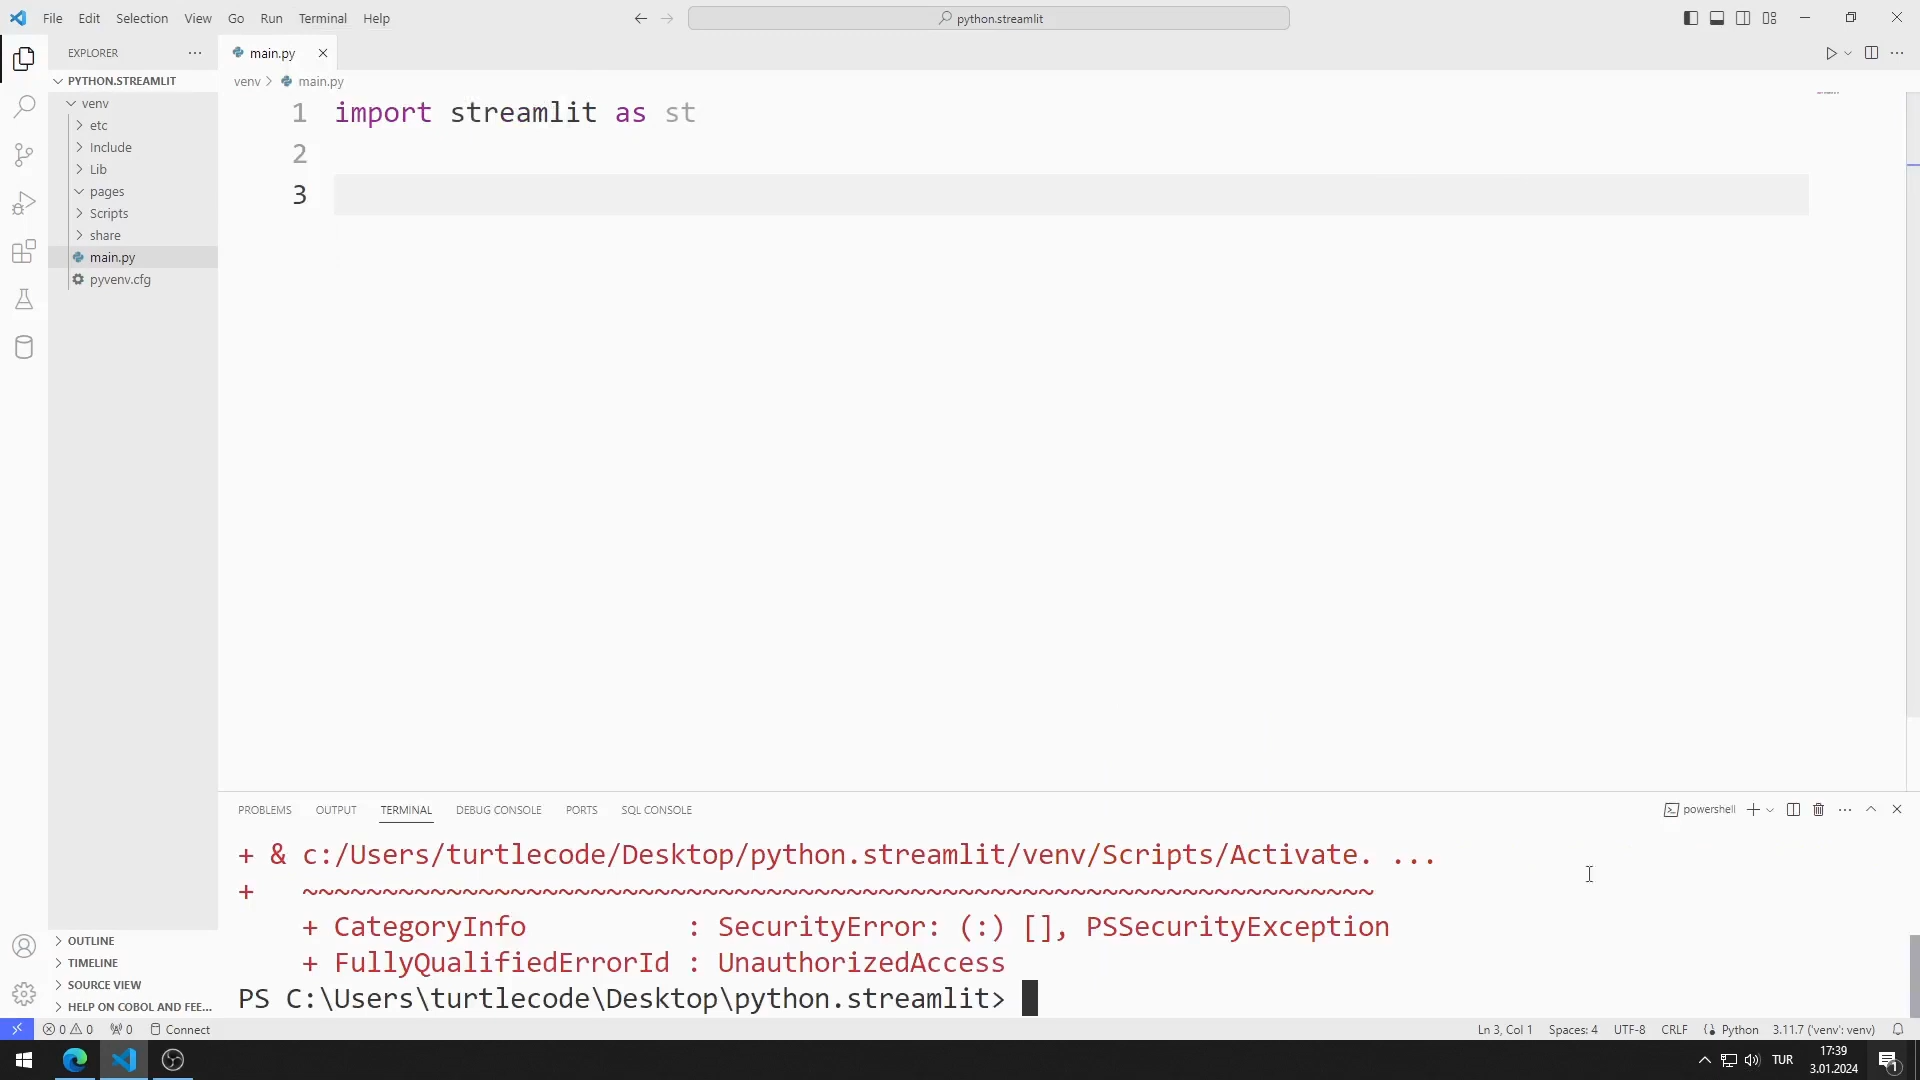 File Edit Selection View Go Run Terminal Help
python.streamlit
EXPLORER
main.py
PYTHON.STREAMLIT
venv > main.py
venv
etc
Include
Lib
pages
Scripts
share
main.py
pyvenv.cfg
1 import streamlit as st
2
3
PROBLEMS OUTPUT TERMINAL DEBUG CONSOLE PORTS SQL CONSOLE
powershell
+ & c:/Users/turtlecode/Desktop/python.streamlit/venv/Scripts/Activate. ...
+ ~~~~~~~~~~~~~~~~~~~~~~~~~~~~~~~~~~~~~~~~~~~~~~~~~~~~~~~~~~~~~~~~~~~
+ CategoryInfo : SecurityError: (:) [], PSSecurityException
+ FullyQualifiedErrorId : UnauthorizedAccess
PS C:\Users\turtlecode\Desktop\python.streamlit>
OUTLINE
TIMELINE
SOURCE VIEW
HELP ON COBOL AND FEE...
0 0 0 Connect
Ln 3, Col 1 Spaces: 4 UTF-8 CRLF Python 3.11.7 ('venv': venv)
TUR
17:39
3.01.2024
1